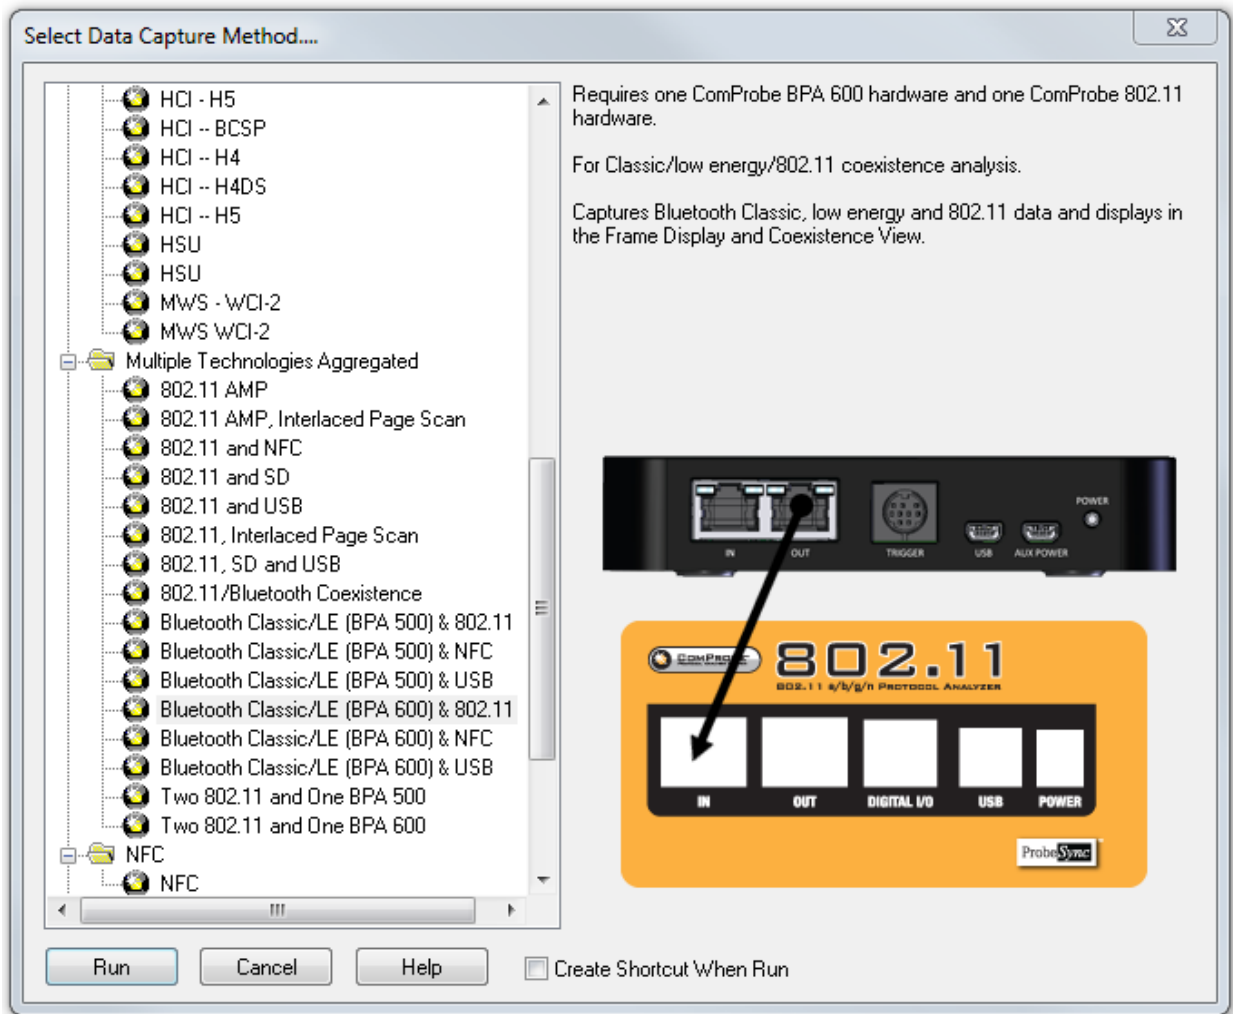 Select Data Capture Method....
HCI - H5
HCI -- BCSP
HCI -- H4
HCI -- H4DS
HCI -- H5
HSU
HSU
MWS - WCI-2
MWS WCI-2
Multiple Technologies Aggregated
802.11 AMP
802.11 AMP, Interlaced Page Scan
802.11 and NFC
802.11 and SD
802.11 and USB
802.11, Interlaced Page Scan
802.11, SD and USB
802.11/Bluetooth Coexistence
Bluetooth Classic/LE (BPA 500) & 802.11
Bluetooth Classic/LE (BPA 500) & NFC
Bluetooth Classic/LE (BPA 500) & USB
Bluetooth Classic/LE (BPA 600) & 802.11
Bluetooth Classic/LE (BPA 600) & NFC
Bluetooth Classic/LE (BPA 600) & USB
Two 802.11 and One BPA 500
Two 802.11 and One BPA 600
NFC
NFC
Requires one ComProbe BPA 600 hardware and one ComProbe 802.11
hardware.
For Classic/low energy/802.11 coexistence analysis.
Captures Bluetooth Classic, low energy and 802.11 data and displays in
the Frame Display and Coexistence View.
POWER
IN OUT TRIGGER USB AUX POWER
ComProbe 802.11
802.11 a/b/g/n Protocol Analyzer
IN OUT DIGITAL I/O USB POWER
ProbeSync
Run Cancel Help Create Shortcut When Run